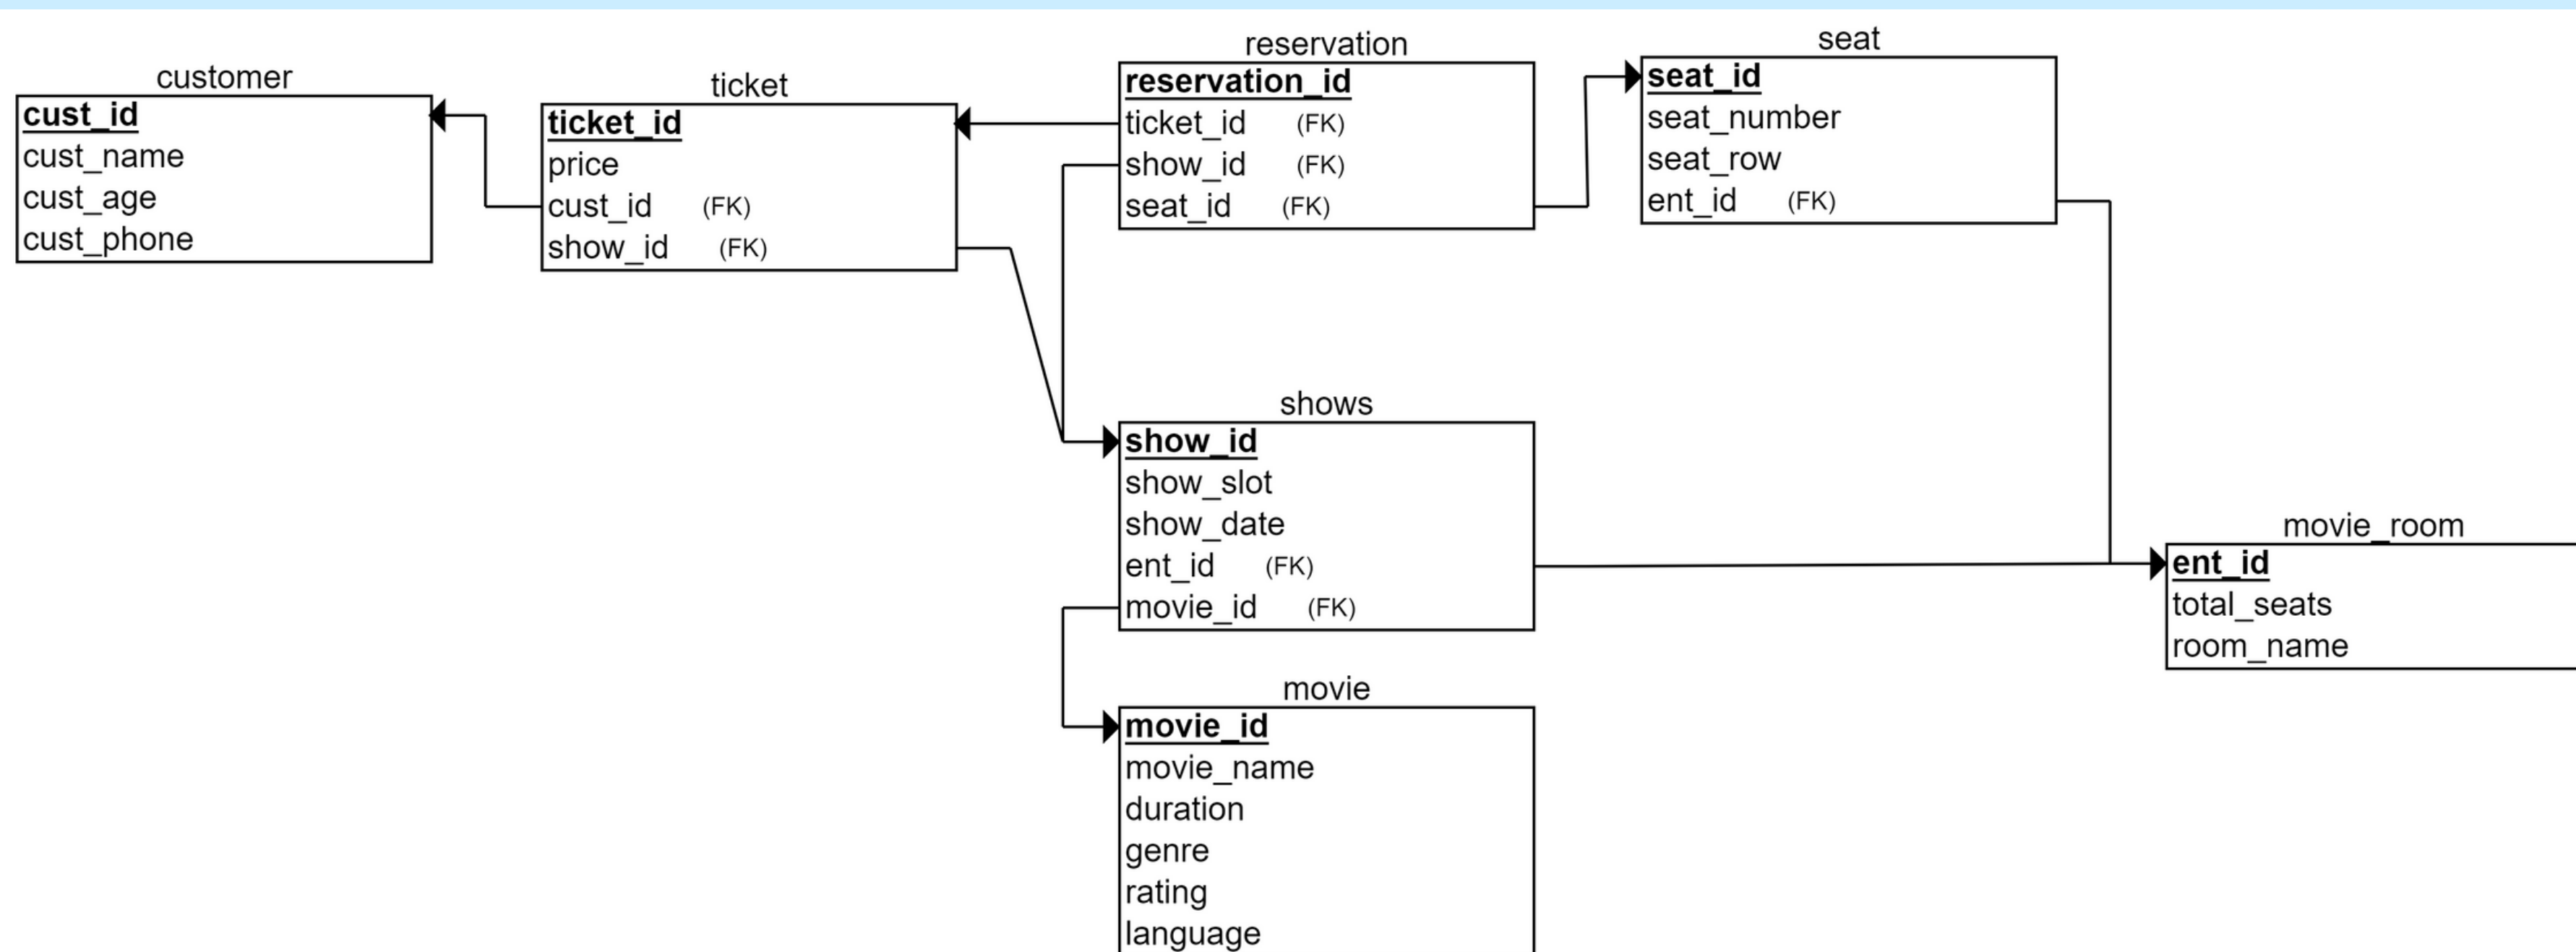 customer
cust_id
cust_name
cust_age
cust_phone
ticket
ticket_id
price
cust_id (FK)
show_id (FK)
reservation
reservation_id
ticket_id (FK)
show_id (FK)
seat_id (FK)
seat
seat_id
seat_number
seat_row
ent_id (FK)
shows
show_id
show_slot
show_date
ent_id (FK)
movie_id (FK)
movie_room
ent_id
total_seats
room_name
movie
movie_id
movie_name
duration
genre
rating
language